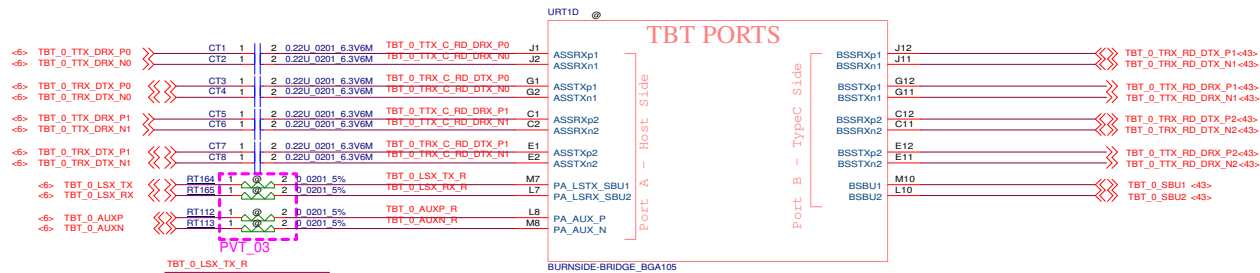 URT1D @
TBT PORTS
<6> TBT_0_TTX_DRX_P0 CT1 1 2 0.22U_0201_6.3V6M TBT_0_TTX_C_RD_DRX_P0 J1 ASSRXp1 BSSRXp1 J12 TBT_0_TRX_RD_DTX_P1<43>
<6> TBT_0_TTX_DRX_N0 CT2 1 2 0.22U_0201_6.3V6M TBT_0_TTX_C_RD_DRX_N0 J2 ASSRXn1 BSSRXn1 J11 TBT_0_TRX_RD_DTX_N1<43>
<6> TBT_0_TRX_DTX_P0 CT3 1 2 0.22U_0201_6.3V6M TBT_0_TRX_C_RD_DTX_P0 G1 ASSTXp1 BSSTXp1 G12 TBT_0_TTX_RD_DRX_P1<43>
<6> TBT_0_TRX_DTX_N0 CT4 1 2 0.22U_0201_6.3V6M TBT_0_TRX_C_RD_DTX_N0 G2 ASSTXn1 BSSTXn1 G11 TBT_0_TTX_RD_DRX_N1<43>
<6> TBT_0_TTX_DRX_P1 CT5 1 2 0.22U_0201_6.3V6M TBT_0_TTX_C_RD_DRX_P1 C1 ASSRXp2 BSSRXp2 C12 TBT_0_TRX_RD_DTX_P2<43>
<6> TBT_0_TTX_DRX_N1 CT6 1 2 0.22U_0201_6.3V6M TBT_0_TTX_C_RD_DRX_N1 C2 ASSRXn2 BSSRXn2 C11 TBT_0_TRX_RD_DTX_N2<43>
<6> TBT_0_TRX_DTX_P1 CT7 1 2 0.22U_0201_6.3V6M TBT_0_TRX_C_RD_DTX_P1 E1 ASSTXp2 BSSTXp2 E12 TBT_0_TTX_RD_DRX_P2<43>
<6> TBT_0_TRX_DTX_N1 CT8 1 2 0.22U_0201_6.3V6M TBT_0_TRX_C_RD_DTX_N1 E2 ASSTXn2 BSSTXn2 E11 TBT_0_TTX_RD_DRX_N2<43>
<6> TBT_0_LSX_TX RT164 1 @ 2 0_0201_5% TBT_0_LSX_TX_R M7 PA_LSTX_SBU1 BSBU1 M10 TBT_0_SBU1 <43>
<6> TBT_0_LSX_RX RT165 1 2 0_0201_5% TBT_0_LSX_RX_R L7 PA_LSRX_SBU2 BSBU2 L10 TBT_0_SBU2 <43>
<6> TBT_0_AUXP RT112 1 @ 2 0_0201_5% TBT_0_AUXP_R L8 PA_AUX_P
<6> TBT_0_AUXN RT113 1 @ 2 0_0201_5% TBT_0_AUXN_R M8 PA_AUX_N
Port A - Host Side
Port B - TypeC Side
PVT_03
TBT_0_LSX_TX_R
BURNSIDE-BRIDGE_BGA105